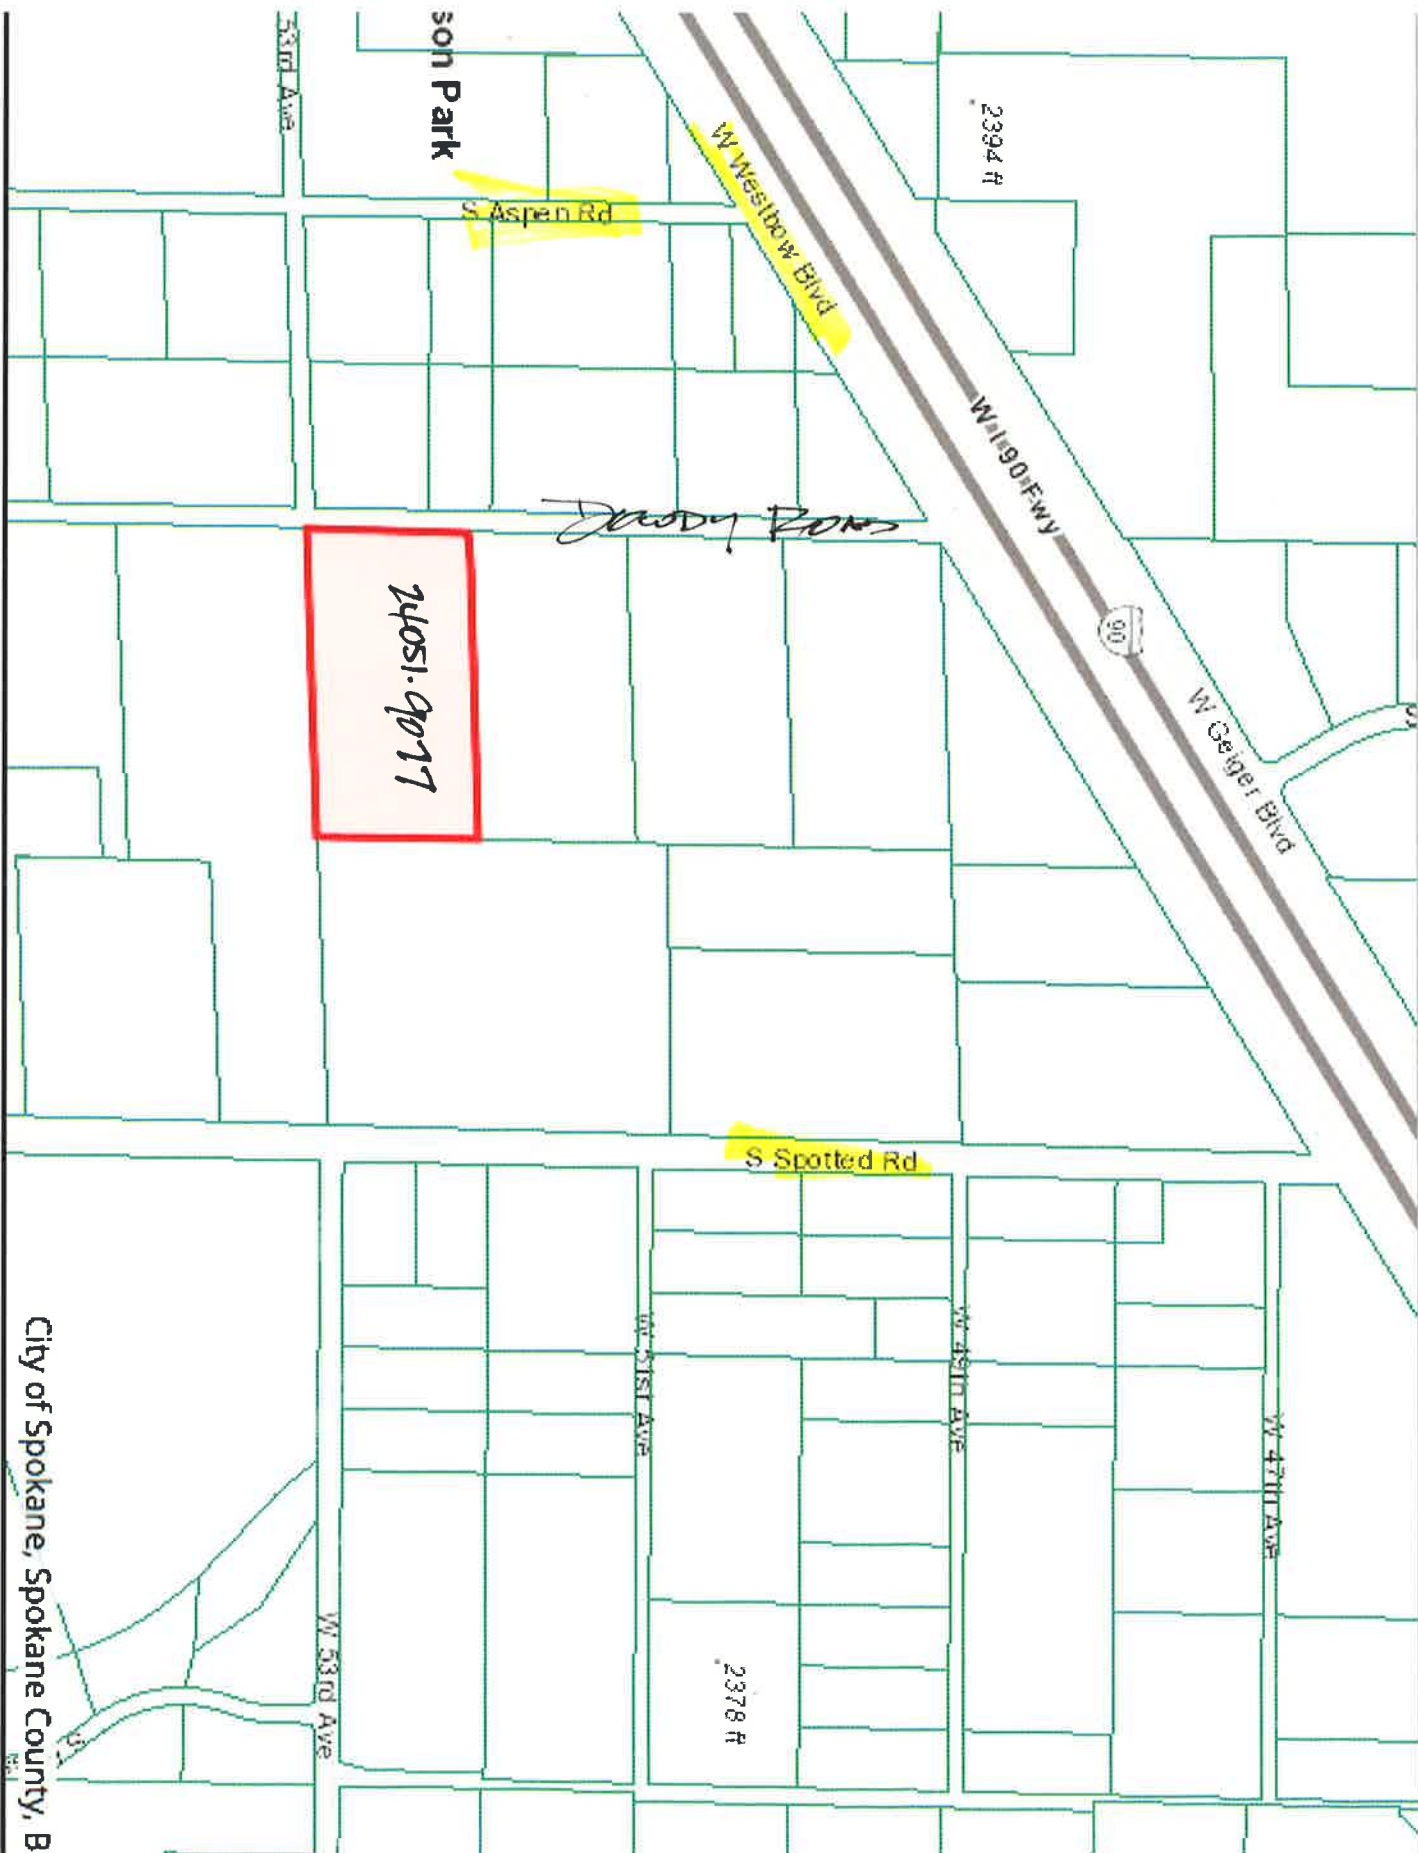 2394 ft
W Westbow Blvd
son Park
53rd Ave
S Aspen Rd
W I-90 Fwy
90
W Geiger Blvd
24051.9077
S Spotted Rd
W 51st Ave
W 49th Ave
W 47th Ave
W 53rd Ave
2378 ft
City of Spokane, Spokane County, B